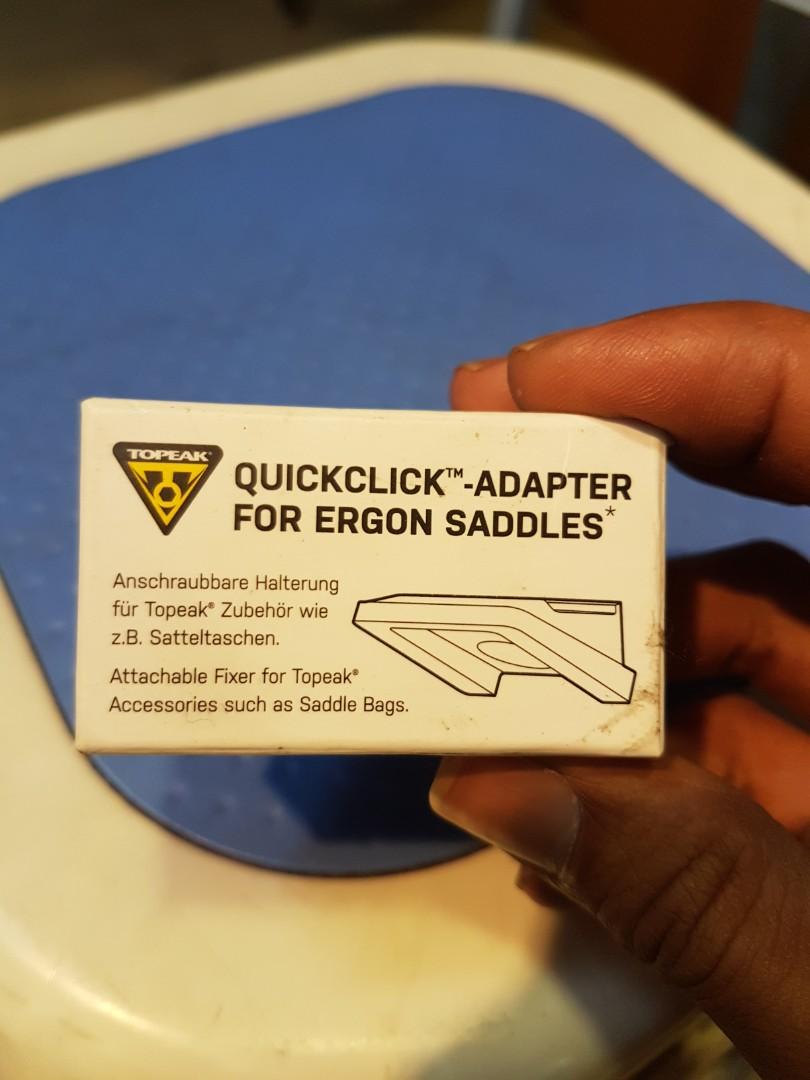 TOPEAK®
QUICKCLICK™-ADAPTER
FOR ERGON SADDLES*
Anschraubbare Halterung
für Topeak® Zubehör wie
z.B. Satteltaschen.
Attachable Fixer for Topeak®
Accessories such as Saddle Bags.